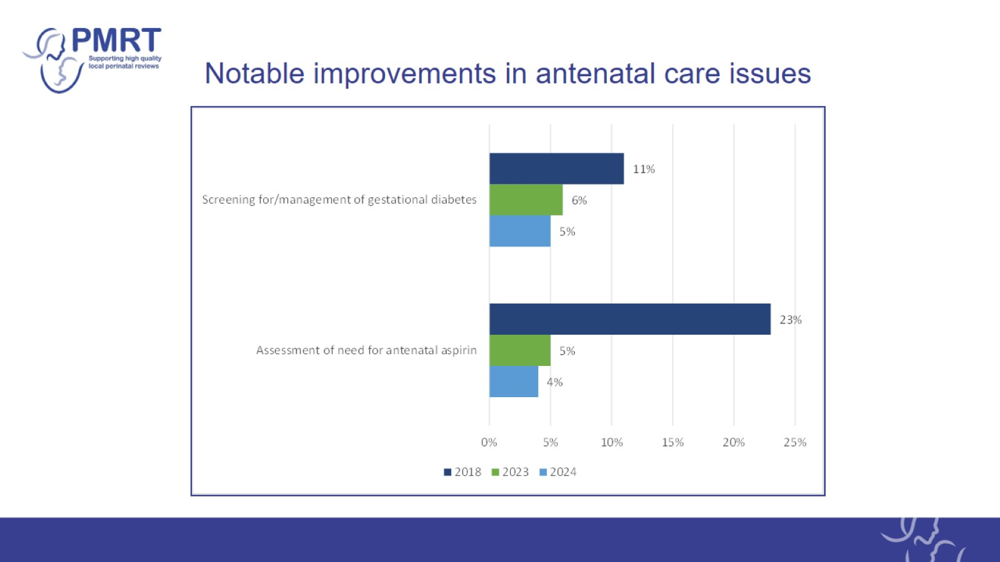 PMRT
Supporting high quality
local perinatal reviews
Notable improvements in antenatal care issues
Screening for/management of gestational diabetes
11%
6%
5%
Assessment of need for antenatal aspirin
23%
5%
4%
0% 5% 10% 15% 20% 25%
2018 2023 2024